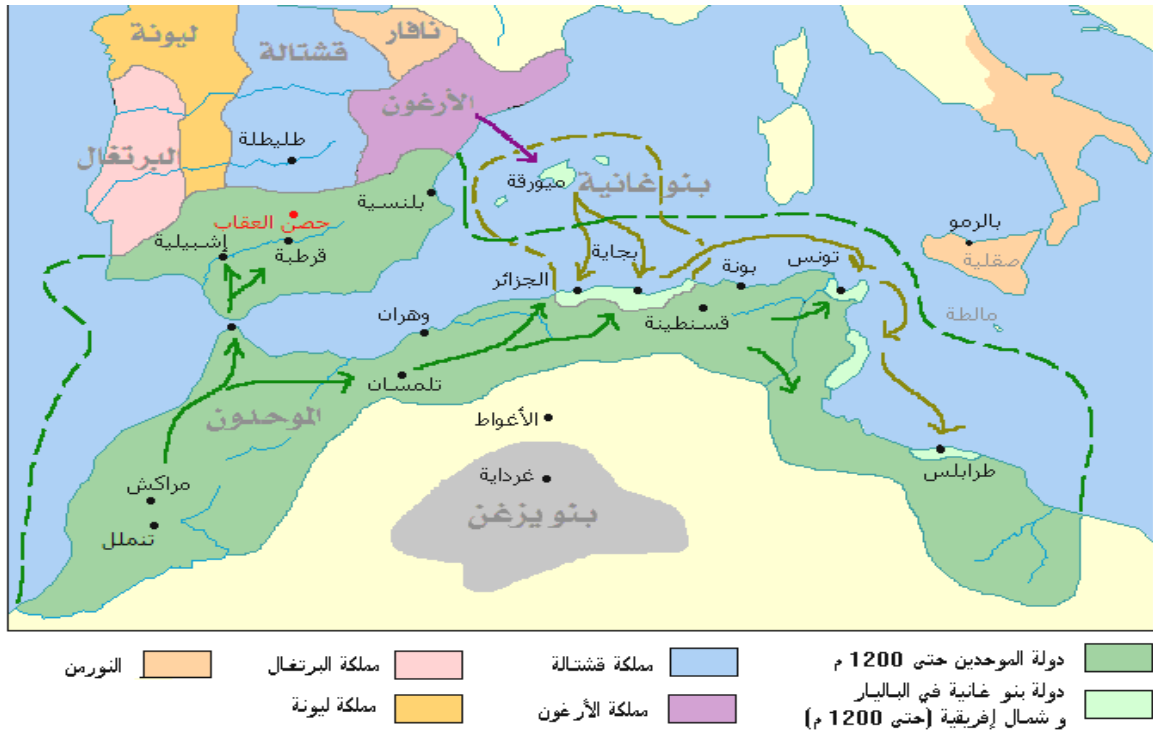 ليونة
نافار
قشتالة
الأرغون
طليطلة
البرتغال
ميورقة
بنو غانية
بلنسية
حصن العقاب
إشبيلية
قرطبة
بالرمو
صقلية
بجاية
الجزائر
بونة
تونس
مالطة
وهران
قسنطينة
تلمسان
الموحدون
الأغواط
طرابلس
غرداية
مراكش
بنو يزغن
تنملل
دولة الموحدين حتى 1200 م
مملكة قشتالة
مملكة البرتغال
النورمن
دولة بنو غانية في الباليار
و شمال إفريقية (حتى 1200 م)
مملكة الأرغون
مملكة ليونة